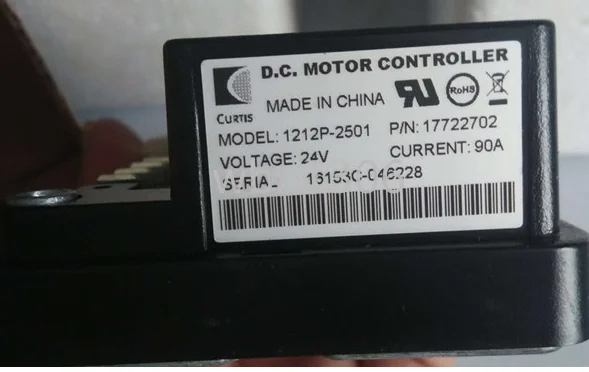 D.C. MOTOR CONTROLLER
CURTIS
MADE IN CHINA
RoHS
MODEL: 1212P-2501 P/N: 17722702
VOLTAGE: 24V CURRENT: 90A